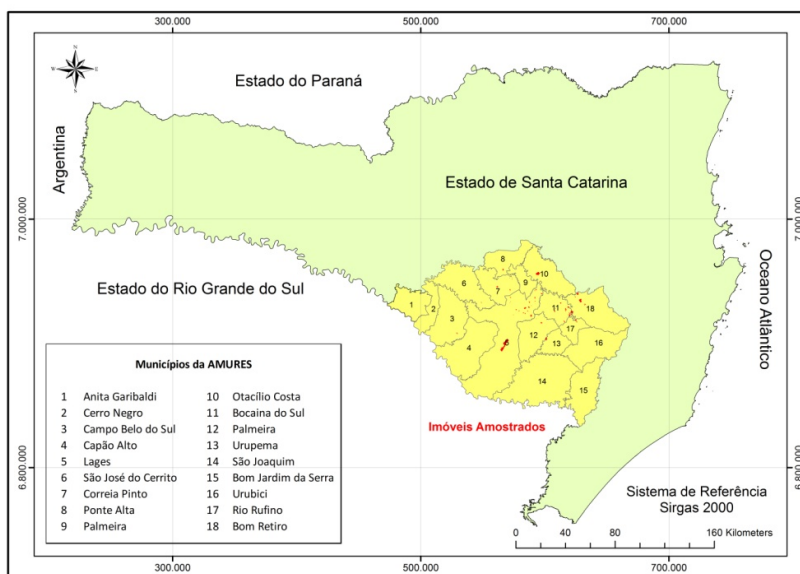 300.000
500.000
700.000
N
W
E
S
Estado do Paraná
Argentina
Estado de Santa Catarina
7.000.000
7.000.000
Oceano Atlântico
Estado do Rio Grande do Sul
8
10
6
9
7
1
2
11
18
3
17
12
4
5
13
16
14
15
Municípios da AMURES
1 Anita Garibaldi 10 Otacílio Costa
2 Cerro Negro 11 Bocaina do Sul
3 Campo Belo do Sul 12 Palmeira
4 Capão Alto 13 Urupema
5 Lages 14 São Joaquim
6 São José do Cerrito 15 Bom Jardim da Serra
7 Correia Pinto 16 Urubici
8 Ponte Alta 17 Rio Rufino
9 Palmeira 18 Bom Retiro
Imóveis Amostrados
6.800.000
6.800.000
Sistema de Referência
Sirgas 2000
0 40 80 160 Kilometers
300.000
500.000
700.000